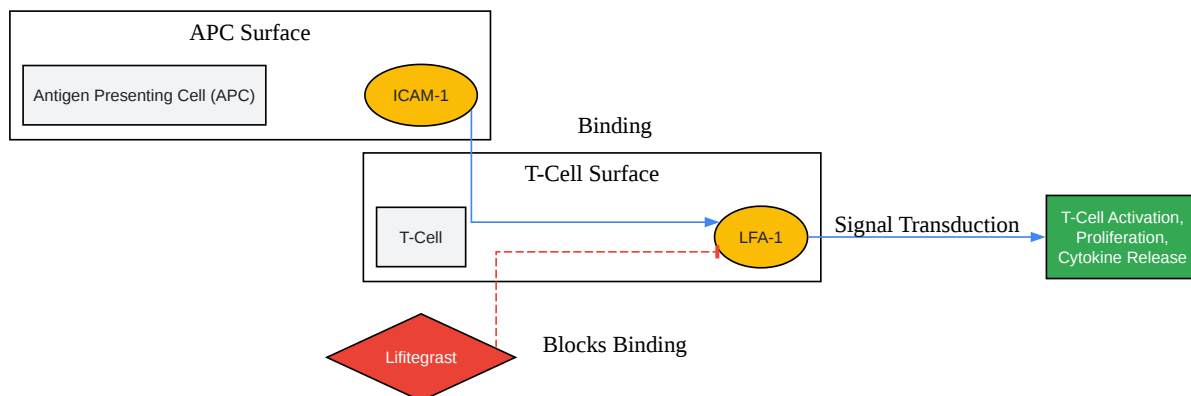 APC Surface
Antigen Presenting Cell (APC)
ICAM-1
Binding
T-Cell Surface
T-Cell
LFA-1
Signal Transduction
T-Cell Activation,
Proliferation,
Cytokine Release
Lifitegrast
Blocks Binding